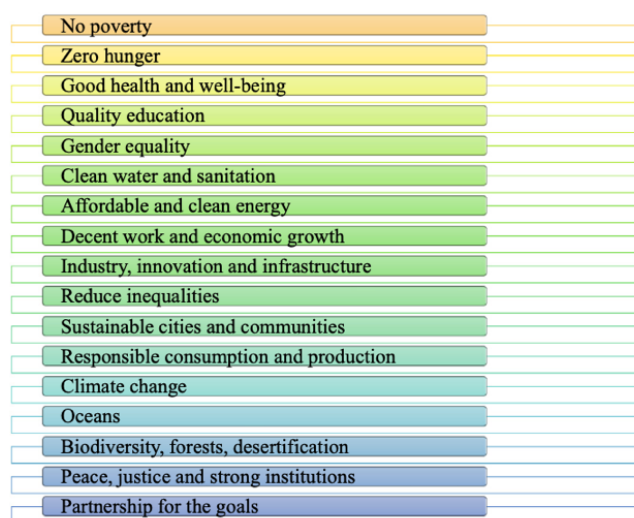 No poverty
Zero hunger
Good health and well-being
Quality education
Gender equality
Clean water and sanitation
Affordable and clean energy
Decent work and economic growth
Industry, innovation and infrastructure
Reduce inequalities
Sustainable cities and communities
Responsible consumption and production
Climate change
Oceans
Biodiversity, forests, desertification
Peace, justice and strong institutions
Partnership for the goals